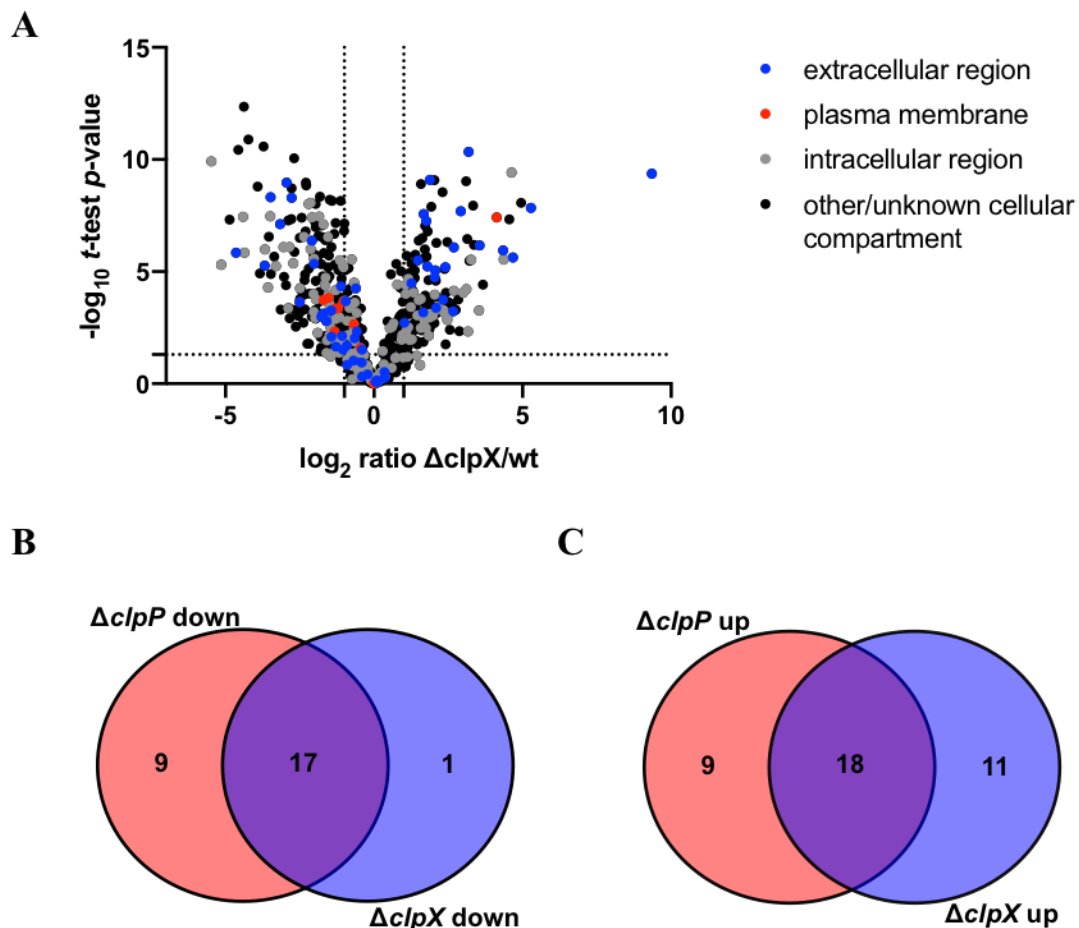 A
15
10
5
0
-log₁₀ t-test p-value
-5
0
5
10
log₂ ratio ΔclpX/wt
extracellular region
plasma membrane
intracellular region
other/unknown cellular
compartment
B
ΔclpP down
9
17
1
ΔclpX down
C
ΔclpP up
9
18
11
ΔclpX up